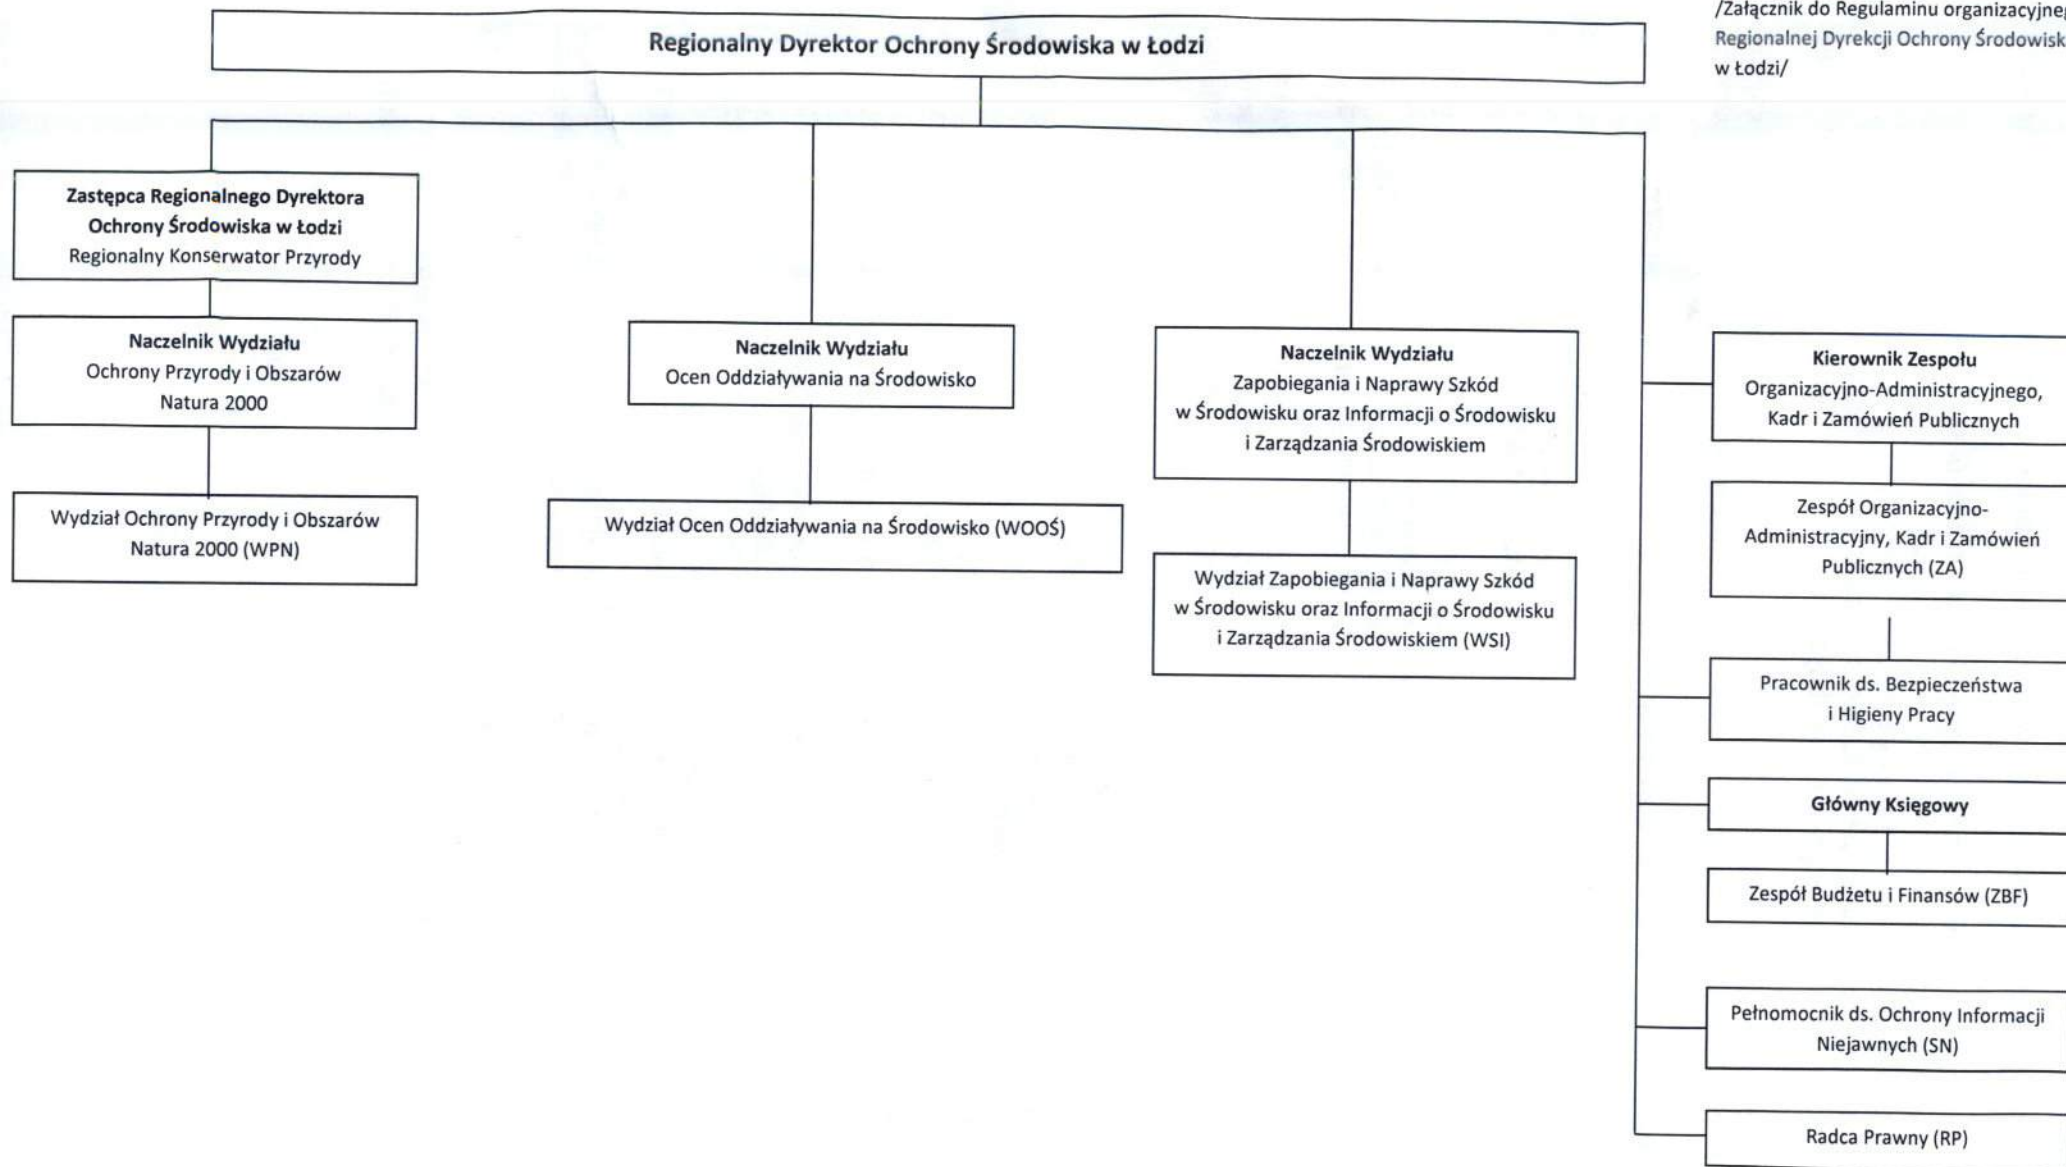 /Załącznik do Regulaminu
Regionalnej Dyrekcji Ochrony
w Łodzi/
Regionalny Dyrektor Ochrony Środowiska w Łodzi
Zastępca Regionalnego Dyrektora
Ochrony Środowiska w Łodzi
Regionalny Konserwator Przyrody
Naczelnik Wydziału
Ochrony Przyrody i Obszarów
Natura 2000
Wydział Ochrony Przyrody i Obszarów
Natura 2000 (WPN)
Naczelnik Wydziału
Ocen Oddziaływania na Środowisko
Wydział Ocen Oddziaływania na Środowisko (WOOŚ)
Naczelnik Wydziału
Zapobiegania i Naprawy Szkód
w Środowisku oraz Informacji o Środowisku
i Zarządzania Środowiskiem
Wydział Zapobiegania i Naprawy Szkód
w Środowisku oraz Informacji o Środowisku
i Zarządzania Środowiskiem (WSI)
Kierownik Zespołu
Organizacyjno-Administracyjnego,
Kadr i Zamówień Publicznych
Zespół Organizacyjno-
Administracyjny, Kadr i Zamówień
Publicznych (ZA)
Pracownik ds. Bezpieczeństwa
i Higieny Pracy
Główny Księgowy
Zespół Budżetu i Finansów (ZBF)
Pełnomocnik ds. Ochrony Informacji
Niejawnych (SN)
Radca Prawny (RP)